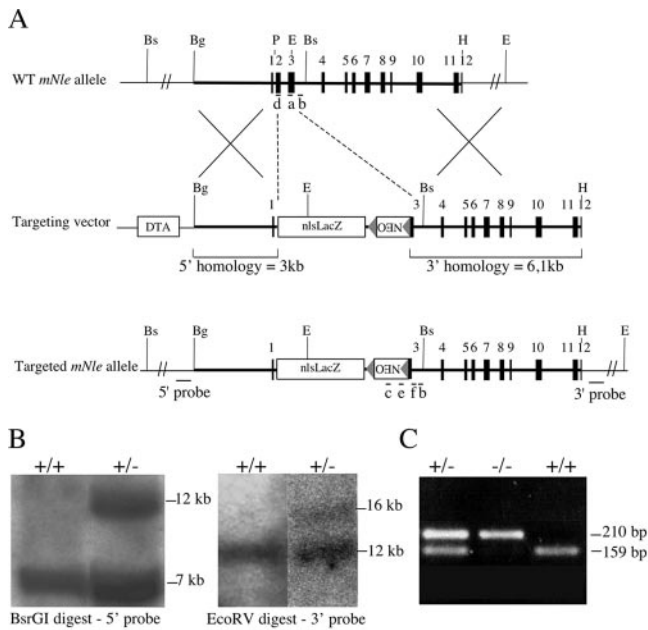 A
Bs Bg P E Bs H E
1 2 3 4 5 6 7 8 9 10 11 12
WT mNle allele
d a b
Bg E Bs H
1 3 4 5 6 7 8 9 10 11 12
Targeting vector DTA nlsLacZ NEO
5' homology = 3kb 3' homology = 6,1kb
Bs Bg E Bs H E
1 3 4 5 6 7 8 9 10 11 12
Targeted mNle allele nlsLacZ NEO
5' probe c e f b 3' probe
B C
+/+ +/- +/+ +/- +/- -/- +/+
12 kb 16 kb 210 bp
7 kb 12 kb 159 bp
BsrGI digest - 5' probe EcoRV digest - 3' probe